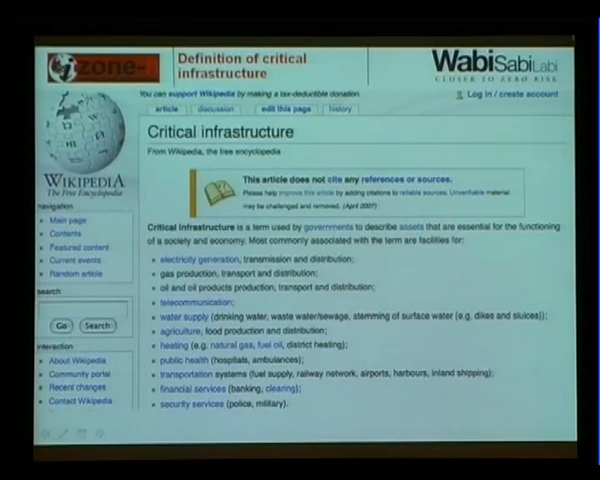 izone-
Definition of critical
infrastructure
WabiSabiLabi
CLOSER TO ZERO RISK
You can support Wikipedia by making a tax-deductible donation.
Log in / create account
article
discussion
edit this page
history
Critical infrastructure
From Wikipedia, the free encyclopedia
This article does not cite any references or sources.
Please help improve this article by adding citations to reliable sources. Unverifiable material
may be challenged and removed. (April 2007)
WIKIPEDIA
The Free Encyclopedia
navigation
Main page
Contents
Featured content
Current events
Random article
search
Go
Search
interaction
About Wikipedia
Community portal
Recent changes
Contact Wikipedia
Critical infrastructure is a term used by governments to describe assets that are essential for the functioning
of a society and economy. Most commonly associated with the term are facilities for:
electricity generation, transmission and distribution;
gas production, transport and distribution;
oil and oil products production, transport and distribution;
telecommunication;
water supply (drinking water, waste water/sewage, stemming of surface water (e.g. dikes and sluices));
agriculture, food production and distribution;
heating (e.g. natural gas, fuel oil, district heating);
public health (hospitals, ambulances);
transportation systems (fuel supply, railway network, airports, harbours, inland shipping);
financial services (banking, clearing);
security services (police, military).